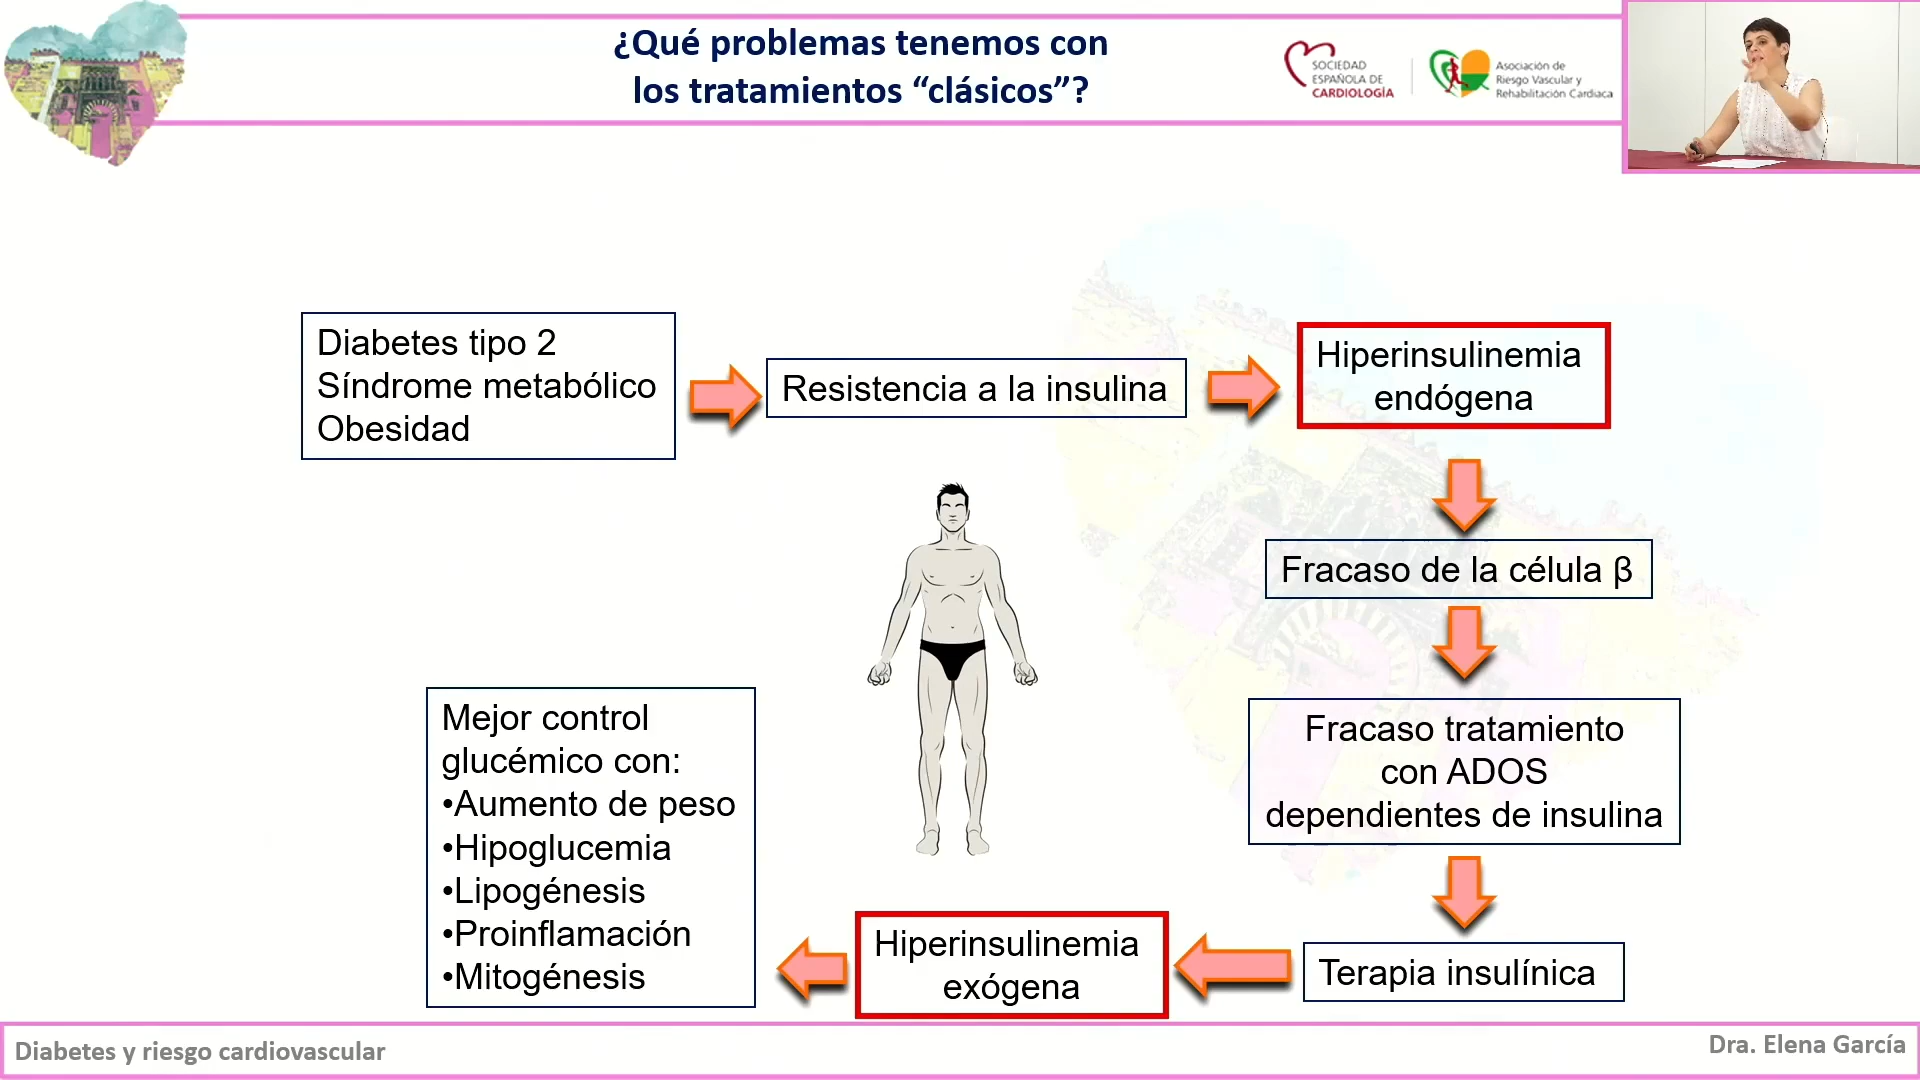 ¿Qué problemas tenemos con
los tratamientos “clásicos”?
SOCIEDAD
ESPAÑOLA DE
CARDIOLOGÍA
Asociación de
Riesgo Vascular y
Rehabilitación Cardiaca
Diabetes tipo 2
Síndrome metabólico
Obesidad
Resistencia a la insulina
Hiperinsulinemia
endógena
Fracaso de la célula β
Fracaso tratamiento
con ADOS
dependientes de insulina
Terapia insulínica
Hiperinsulinemia
exógena
Mejor control
glucémico con:
•Aumento de peso
•Hipoglucemia
•Lipogénesis
•Proinflamación
•Mitogénesis
Diabetes y riesgo cardiovascular
Dra. Elena García